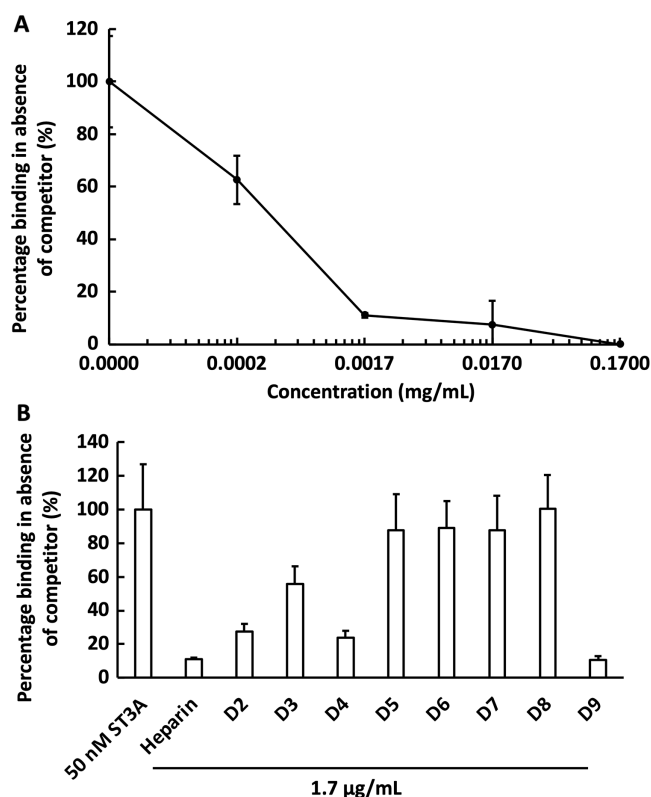 A
Percentage binding in absence
of competitor (%)
120
100
80
60
40
20
0
0.0000 0.0002 0.0017 0.0170 0.1700
Concentration (mg/mL)
B
Percentage binding in absence
of competitor (%)
140
120
100
80
60
40
20
0
50 nM ST3A Heparin D2 D3 D4 D5 D6 D7 D8 D9
1.7 µg/mL